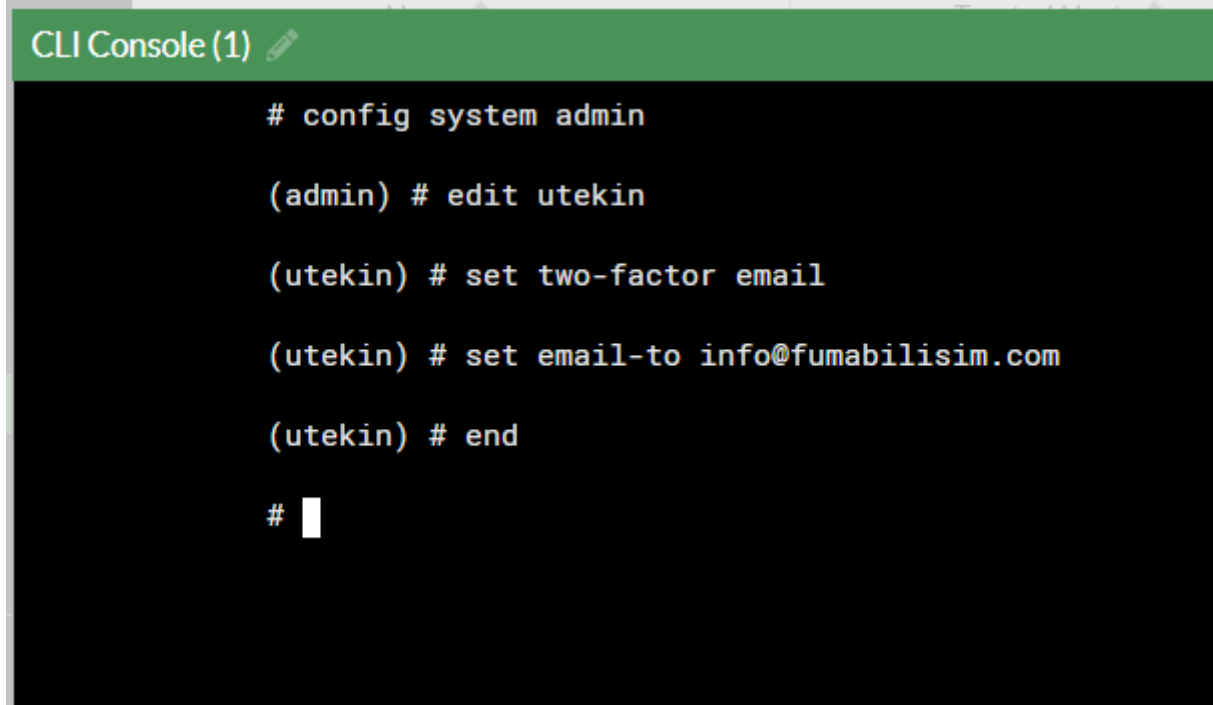 CLI Console (1)
# config system admin
(admin) # edit utekin
(utekin) # set two-factor email
(utekin) # set email-to info@fumabilisim.com
(utekin) # end
#